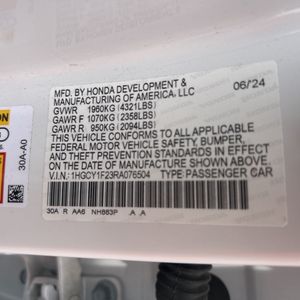 MFD. BY HONDA DEVELOPMENT & 06/24
MANUFACTURING OF AMERICA, LLC
GVWR 1960KG (4321LBS)
GAWR F 1070KG (2358LBS)
GAWR R 950KG (2094LBS)
THIS VEHICLE CONFORMS TO ALL APPLICABLE
FEDERAL MOTOR VEHICLE SAFETY, BUMPER
AND THEFT PREVENTION STANDARDS IN EFFECT
ON THE DATE OF MANUFACTURE SHOWN ABOVE.
V.I.N.: 1HGCY1F23RA076504 TYPE: PASSENGER CAR
30A R AA6 NH883P A A
30A-A0